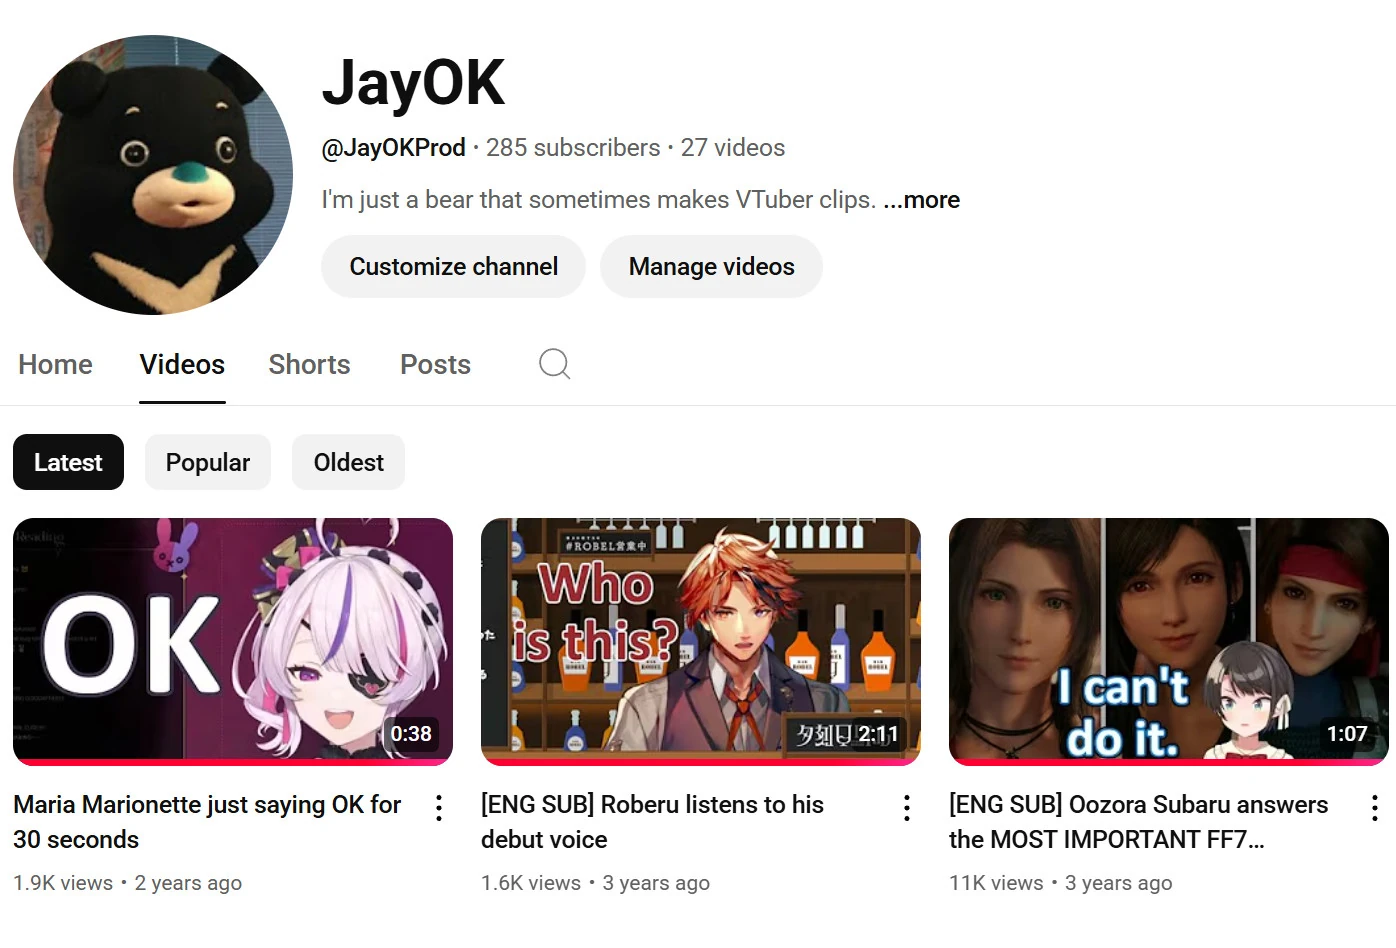 JayOK
@JayOKProd · 285 subscribers · 27 videos
I'm just a bear that sometimes makes VTuber clips. ...more
Customize channel
Manage videos
Home
Videos
Shorts
Posts
Latest
Popular
Oldest
Reading
OK
0:38
#ROBEL営業中
Who
is this?
2:11
I can't
do it.
1:07
Maria Marionette just saying OK for
30 seconds
1.9K views · 2 years ago
[ENG SUB] Roberu listens to his
debut voice
1.6K views · 3 years ago
[ENG SUB] Oozora Subaru answers
the MOST IMPORTANT FF7...
11K views · 3 years ago